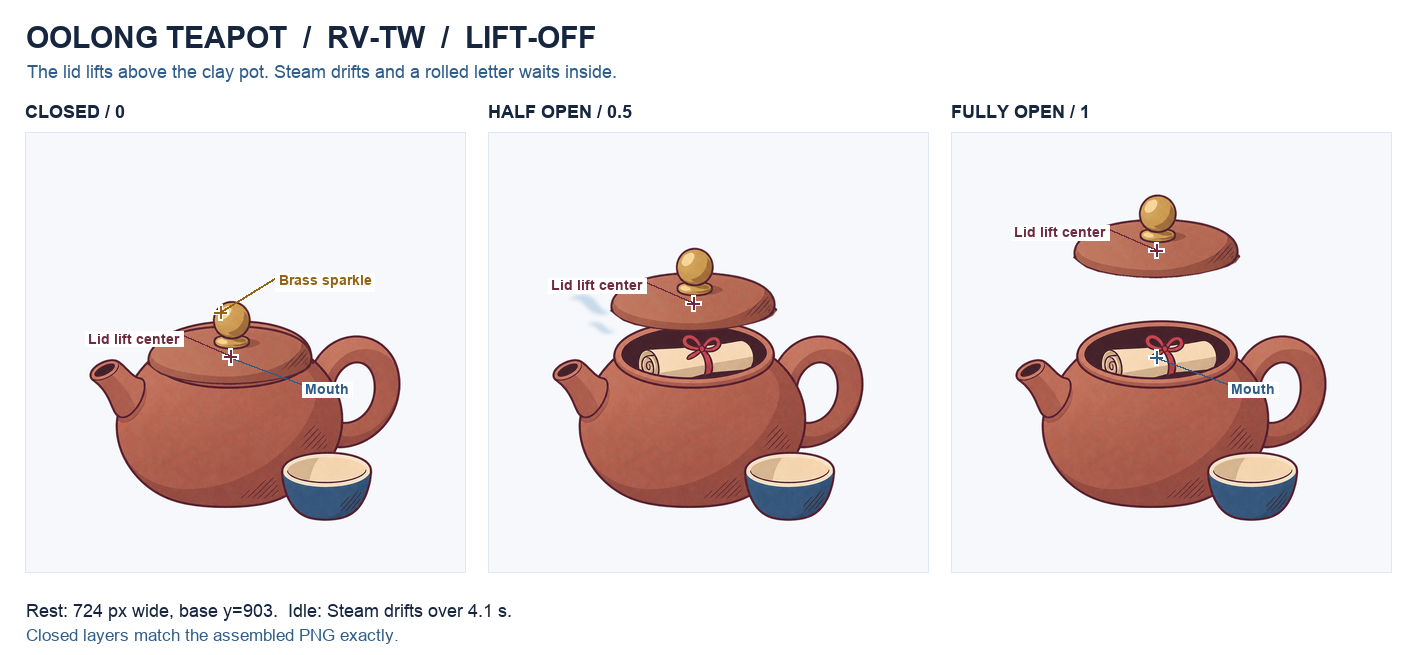 OOLONG TEAPOT / RV-TW / LIFT-OFF
The lid lifts above the clay pot. Steam drifts and a rolled letter waits inside.
CLOSED / 0
Brass sparkle
Lid lift center
Mouth
HALF OPEN / 0.5
Lid lift center
FULLY OPEN / 1
Lid lift center
Mouth
Rest: 724 px wide, base y=903. Idle: Steam drifts over 4.1 s.
Closed layers match the assembled PNG exactly.